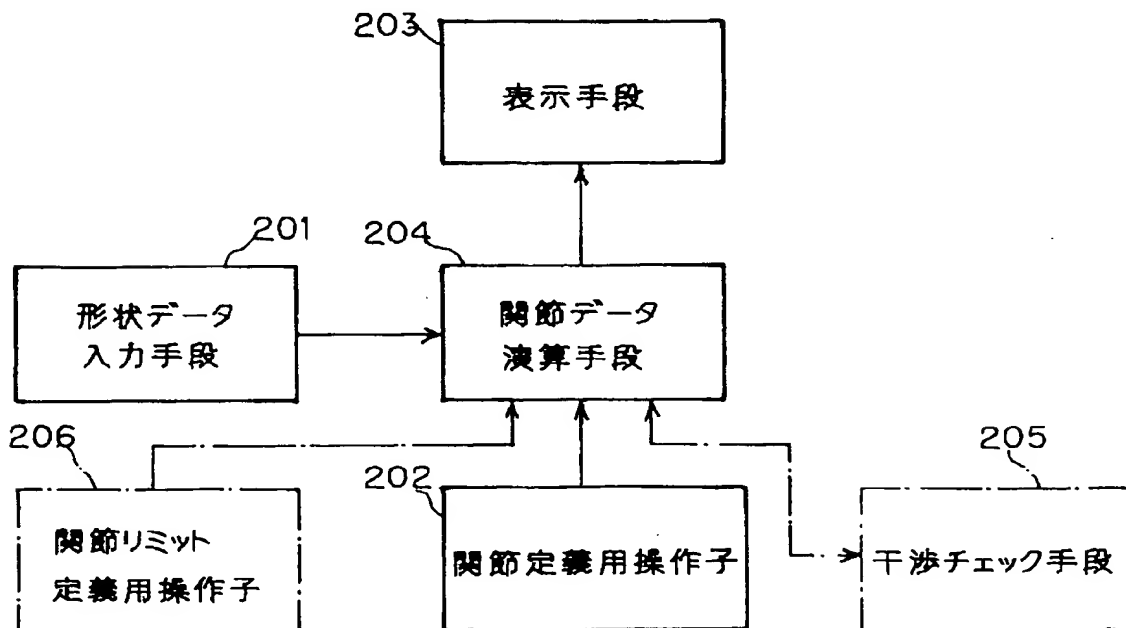 203
表示手段
201
204
形状データ
入力手段
関節データ
演算手段
206
202
205
関節リミット
定義用操作子
関節定義用操作子
干渉チェック手段